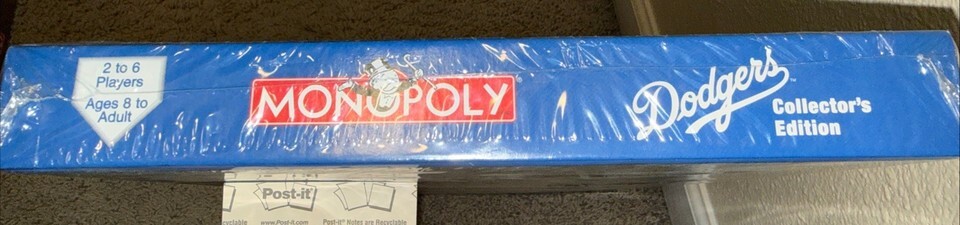 2 to 6
Players
Ages 8 to
Adult
MONOPOLY
Dodgers
Collector's
Edition
Post-it
www.Post-it.com
Post-it® Notes are Recyclable